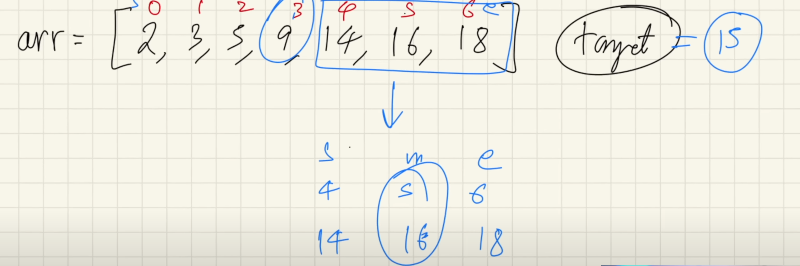 s 0 1 2 3 4 5 6 e
arr = [2, 3, 5, 9, 14, 16, 18] target = 15
s m e
4 5 6
14 16 18